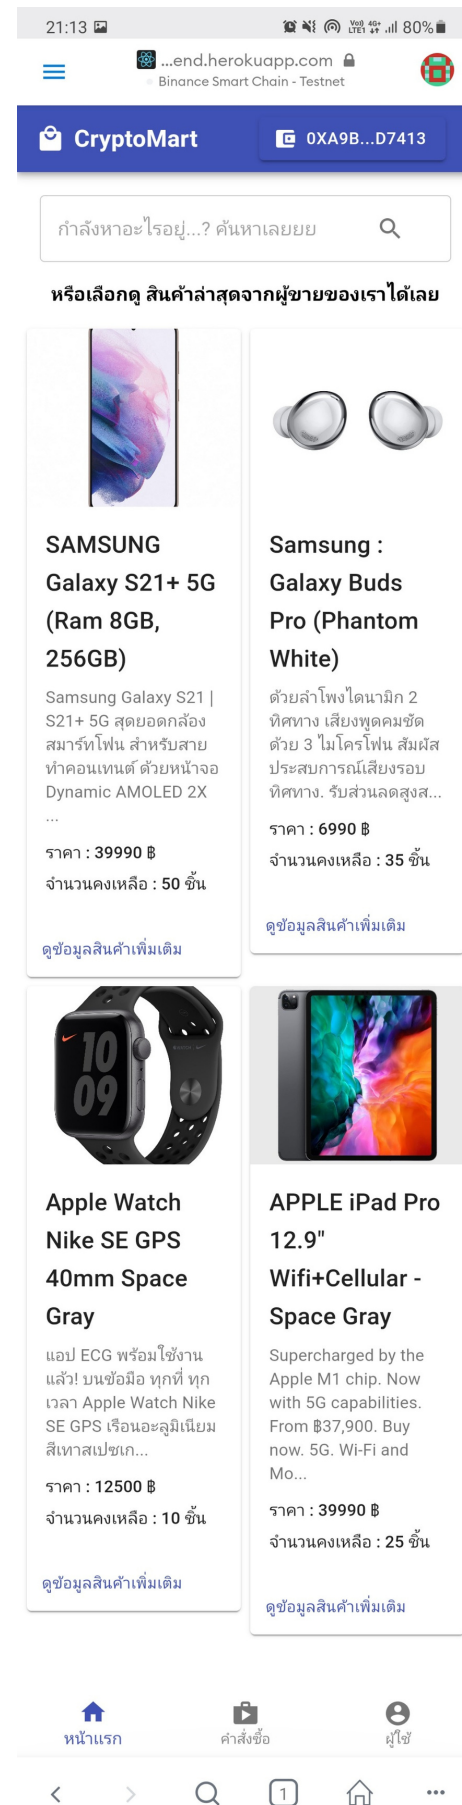 21:13
80%
...end.herokuapp.com
Binance Smart Chain - Testnet
CryptoMart
0XA9B...D7413
กำลังหาอะไรอยู่...? ค้นหาเลยยย
หรือเลือกดู สินค้าล่าสุดจากผู้ขายของเราได้เลย
SAMSUNG
Galaxy S21+ 5G
(Ram 8GB,
256GB)
Samsung Galaxy S21 |
S21+ 5G สุดยอดกล้อง
สมาร์ทโฟน สำหรับสาย
ทำคอนเทนต์ ด้วยหน้าจอ
Dynamic AMOLED 2X
...
ราคา : 39990 ฿
จำนวนคงเหลือ : 50 ชิ้น
ดูข้อมูลสินค้าเพิ่มเติม
Samsung :
Galaxy Buds
Pro (Phantom
White)
ด้วยลำโพงไดนามิก 2
ทิศทาง เสียงพูดคมชัด
ด้วย 3 ไมโครโฟน สัมผัส
ประสบการณ์เสียงรอบ
ทิศทาง. รับส่วนลดสูงส...
ราคา : 6990 ฿
จำนวนคงเหลือ : 35 ชิ้น
ดูข้อมูลสินค้าเพิ่มเติม
10
09
Apple Watch
Nike SE GPS
40mm Space
Gray
แอป ECG พร้อมใช้งาน
แล้ว! บนข้อมือ ทุกที่ ทุก
เวลา Apple Watch Nike
SE GPS เรือนอะลูมิเนียม
สีเทาสเปซเก...
ราคา : 12500 ฿
จำนวนคงเหลือ : 10 ชิ้น
ดูข้อมูลสินค้าเพิ่มเติม
APPLE iPad Pro
12.9"
Wifi+Cellular -
Space Gray
Supercharged by the
Apple M1 chip. Now
with 5G capabilities.
From ฿37,900. Buy
now. 5G. Wi-Fi and
Mo...
ราคา : 39990 ฿
จำนวนคงเหลือ : 25 ชิ้น
ดูข้อมูลสินค้าเพิ่มเติม
หน้าแรก
คำสั่งซื้อ
ผู้ใช้
1